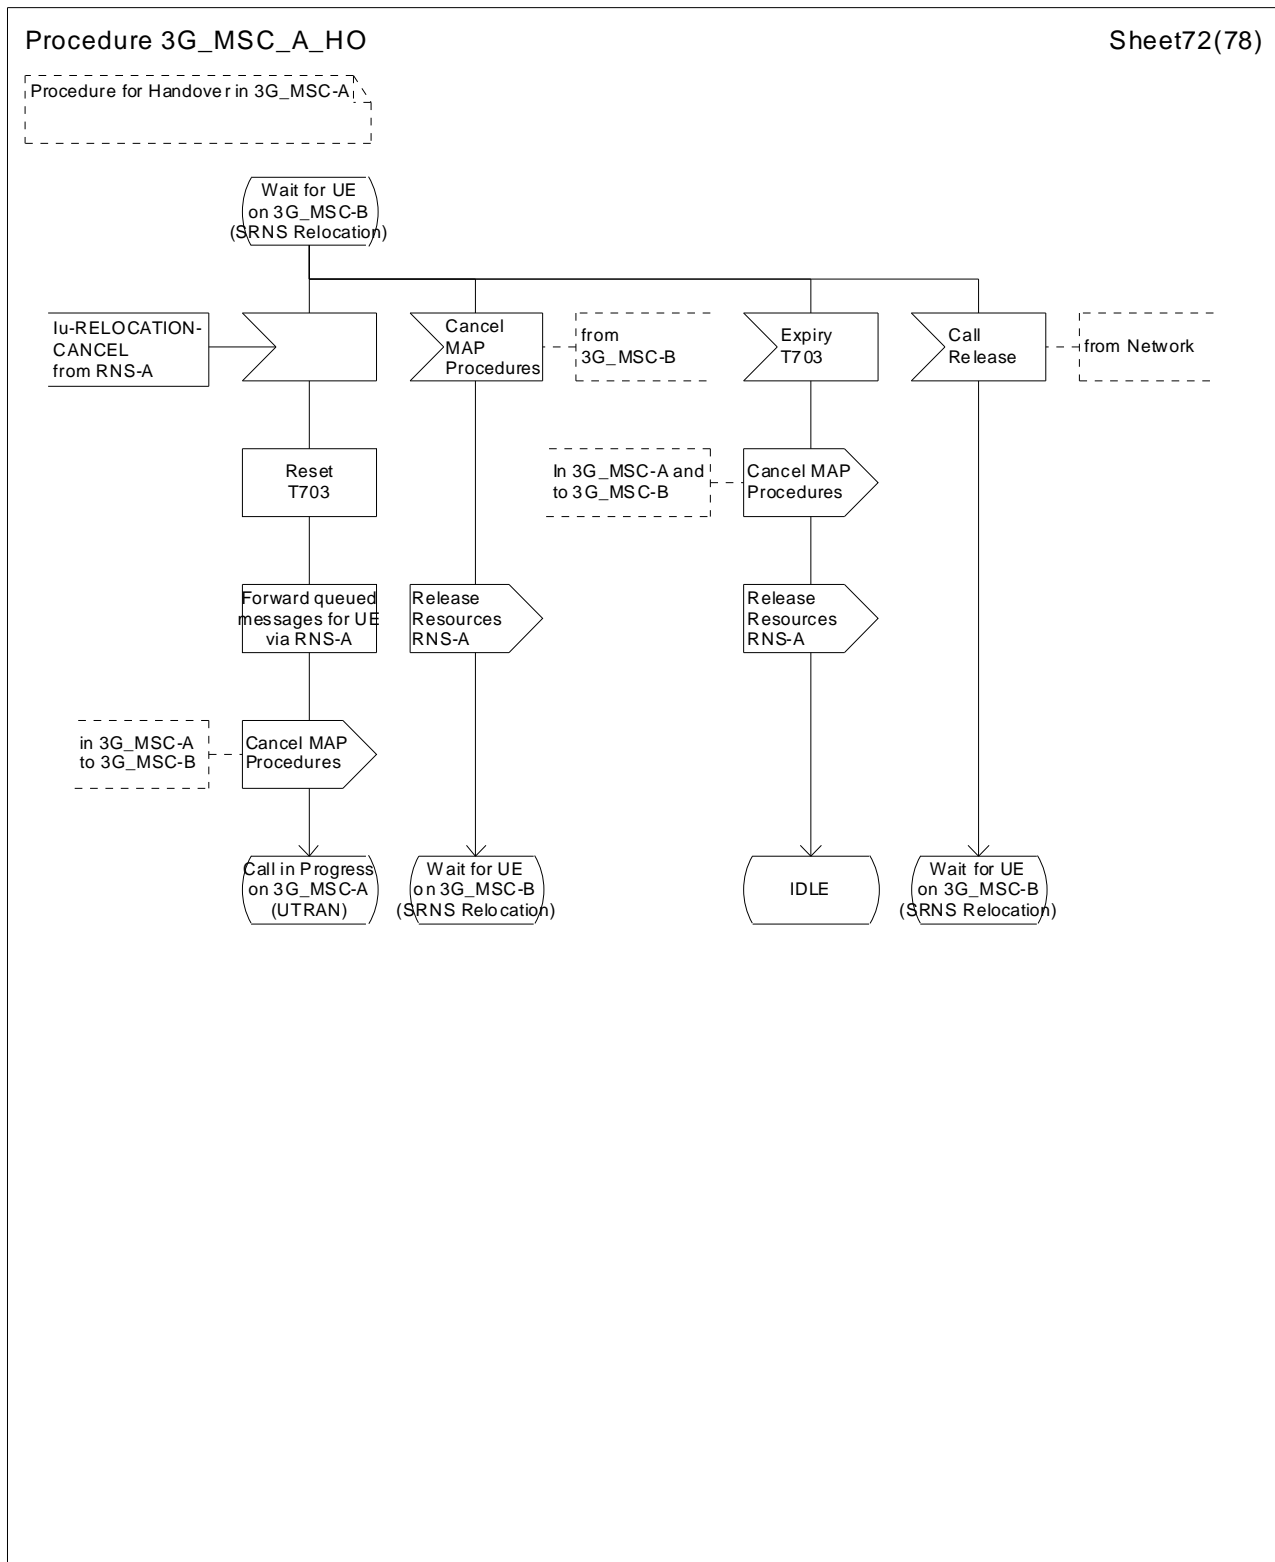 Procedure 3G_MSC_A_HO
Sheet72(78)
Procedure for Handover in 3G_MSC-A
Wait for UE
on 3G_MSC-B
(SRNS Relocation)
Iu-RELOCATION-
CANCEL
from RNS-A
Cancel
MAP
Procedures
from
3G_MSC-B
Expiry
T703
Call
Release
from Network
Reset
T703
In 3G_MSC-A and
to 3G_MSC-B
Cancel MAP
Procedures
Forward queued
messages for UE
via RNS-A
Release
Resources
RNS-A
Release
Resources
RNS-A
in 3G_MSC-A
to 3G_MSC-B
Cancel MAP
Procedures
Call in Progress
on 3G_MSC-A
(UTRAN)
Wait for UE
on 3G_MSC-B
(SRNS Relocation)
IDLE
Wait for UE
on 3G_MSC-B
(SRNS Relocation)